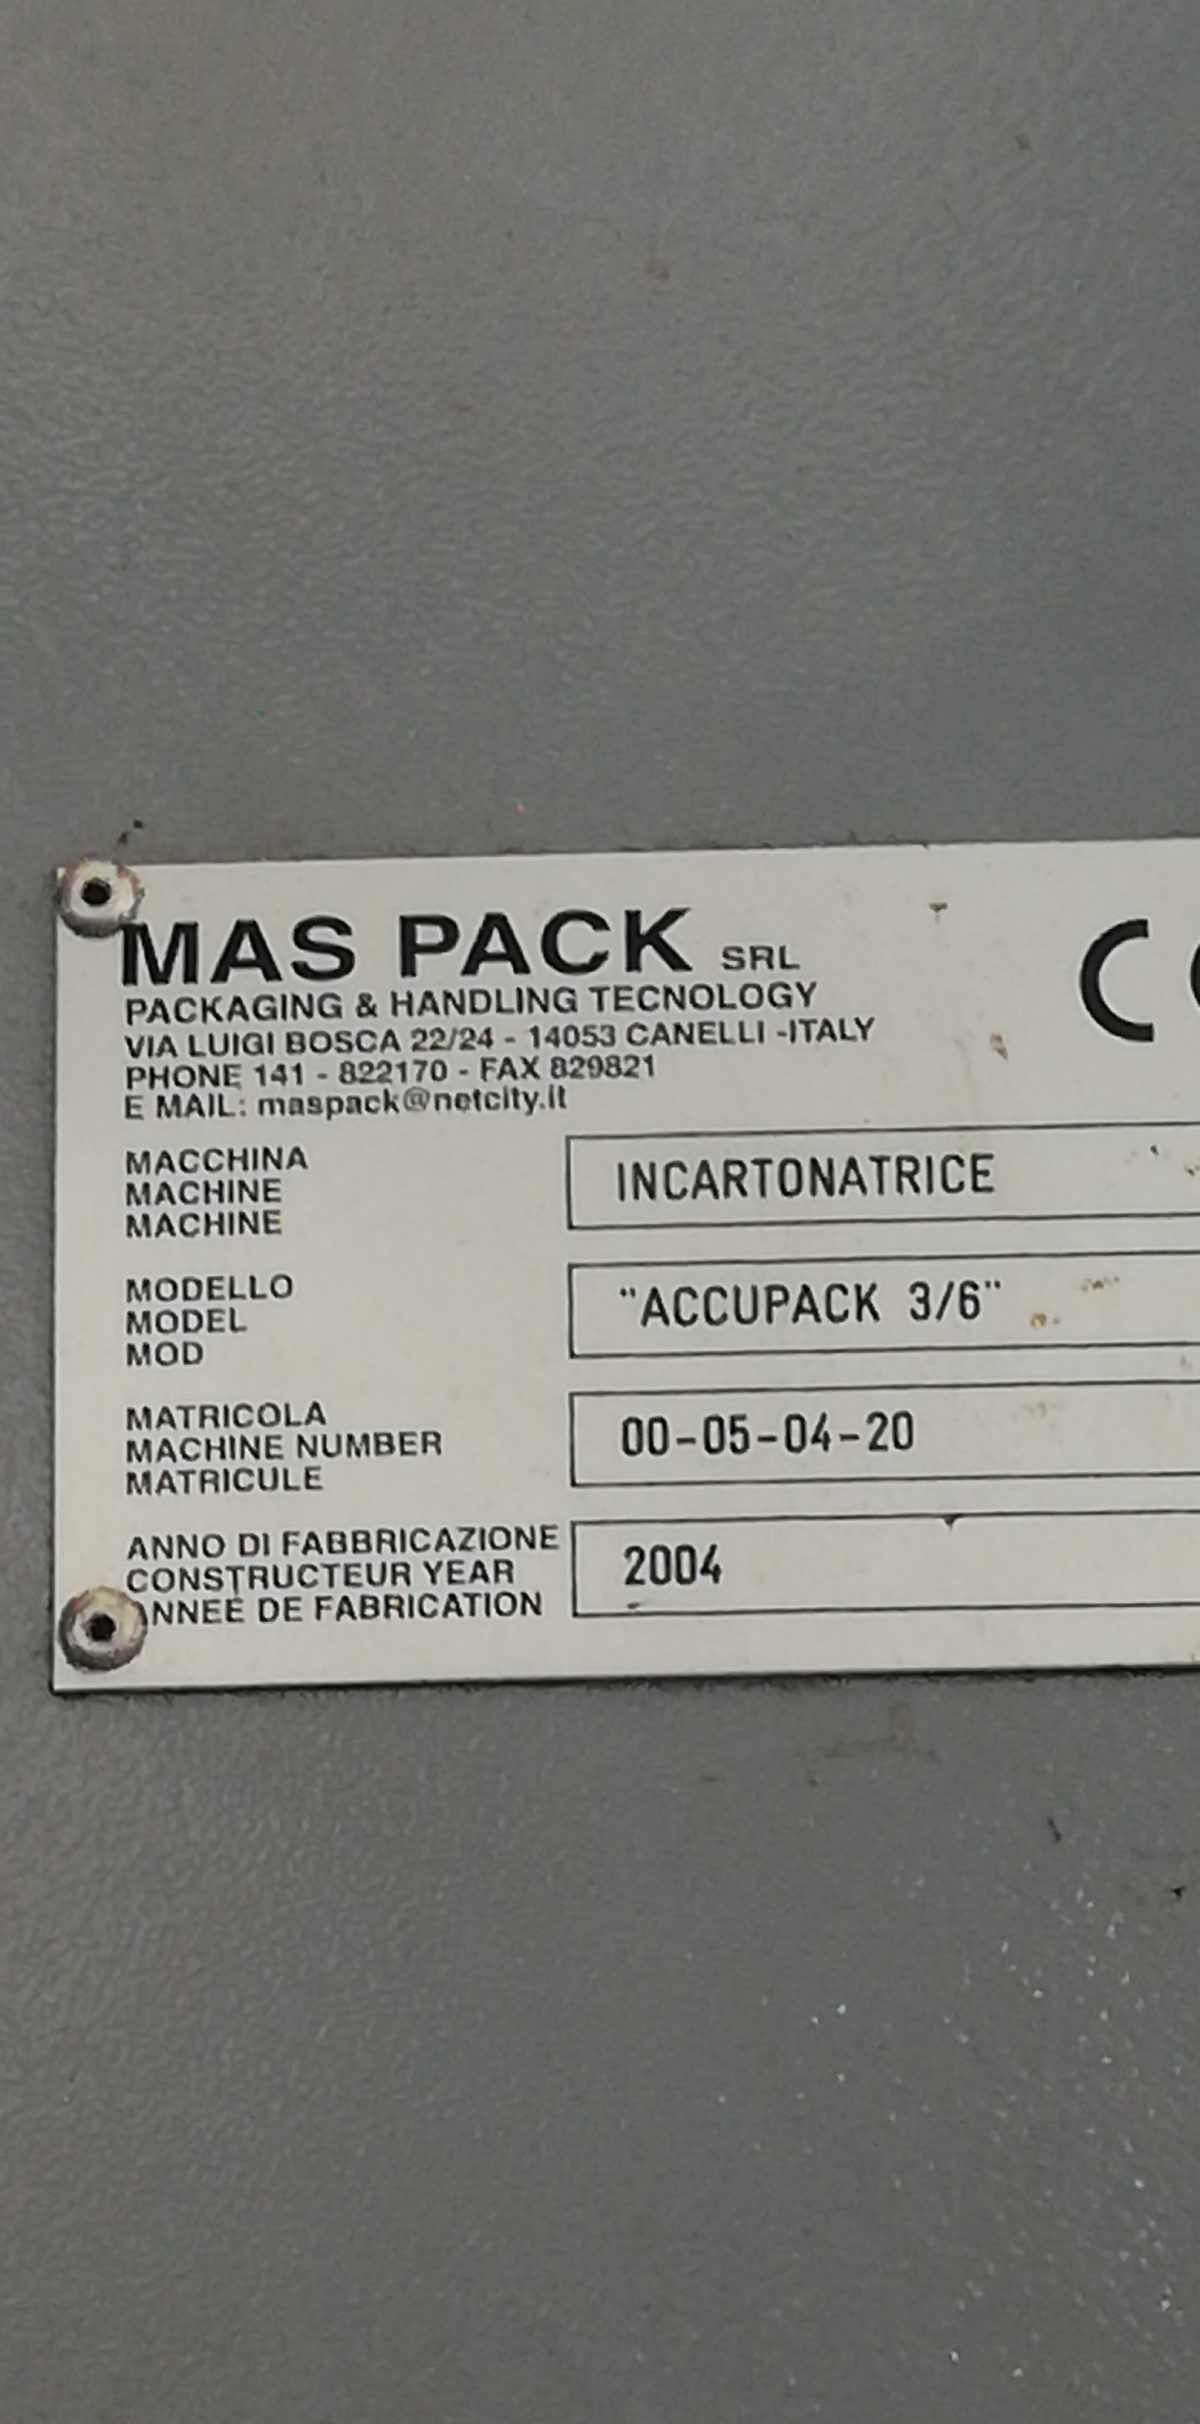 MAS PACK SRL
PACKAGING & HANDLING TECNOLOGY
VIA LUIGI BOSCA 22/24 - 14053 CANELLI -ITALY
PHONE 141 - 822170 - FAX 829821
E MAIL: maspack@netcity.it
MACCHINA
MACHINE
MACHINE
INCARTONATRICE
MODELLO
MODEL
MOD
"ACCUPACK 3/6"
MATRICOLA
MACHINE NUMBER
MATRICULE
00-05-04-20
ANNO DI FABBRICAZIONE
CONSTRUCTEUR YEAR
ANNEE DE FABRICATION
2004